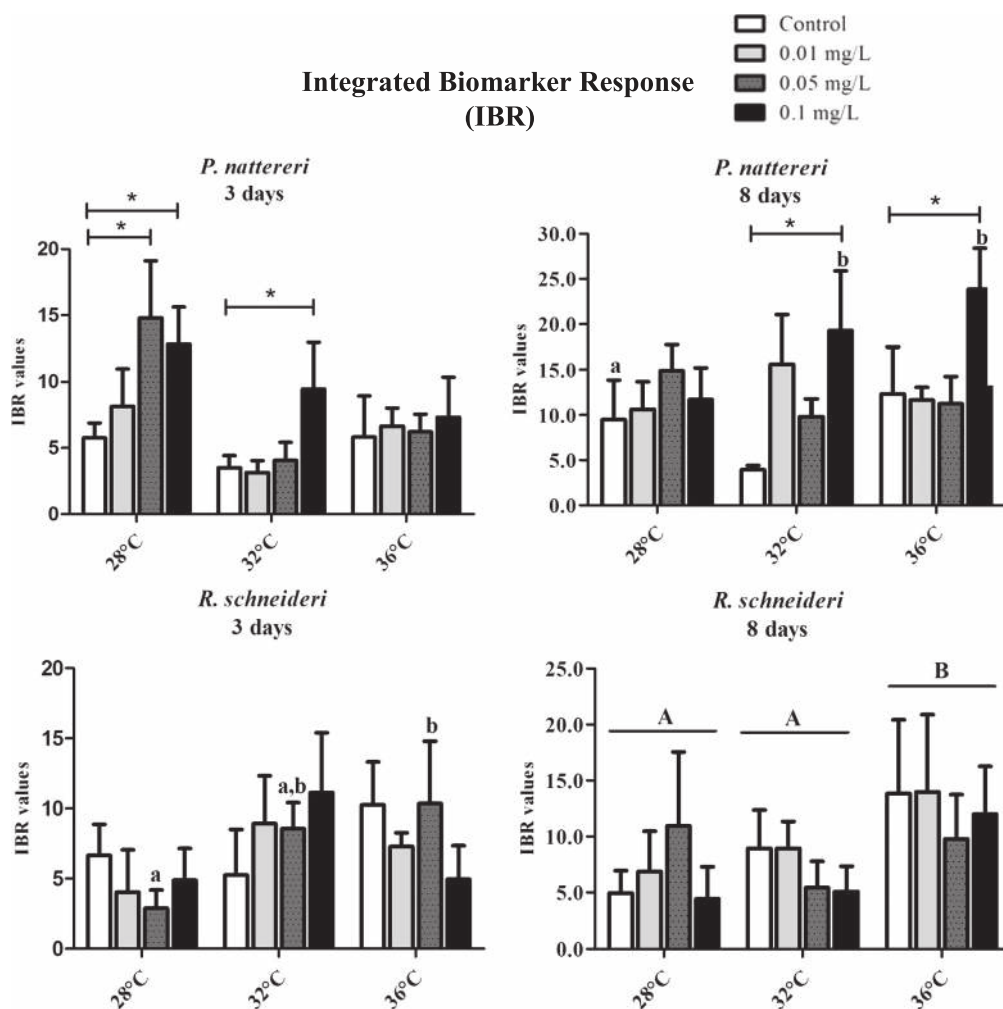 Control
0.01 mg/L
0.05 mg/L
0.1 mg/L
Integrated Biomarker Response
(IBR)
P. nattereri
3 days
*
*
*
20
15
10
5
0
IBR values
28°C
32°C
36°C
P. nattereri
8 days
*
*
a
b
b
30.0
25.0
20.0
15.0
10.0
5.0
0.0
IBR values
28°C
32°C
36°C
R. schneideri
3 days
a
a,b
b
20
15
10
5
0
IBR values
28°C
32°C
36°C
R. schneideri
8 days
A
A
B
25.0
20.0
15.0
10.0
5.0
0.0
IBR values
28°C
32°C
36°C